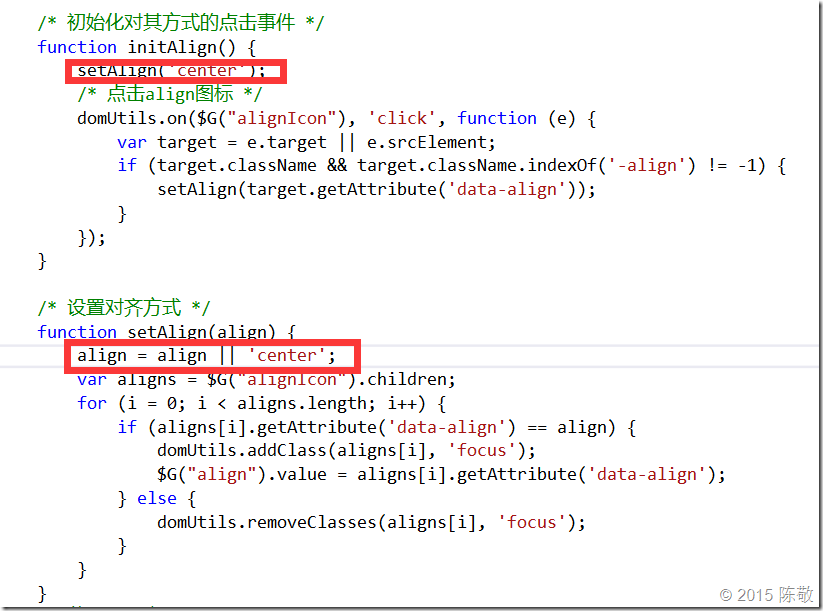 /* 初始化对其方式的点击事件 */
function initAlign() {
setAlign('center');
/* 点击align图标 */
domUtils.on($G("alignIcon"), 'click', function (e) {
var target = e.target || e.srcElement;
if (target.className && target.className.indexOf('-align') != -1) {
setAlign(target.getAttribute('data-align'));
}
});
}
/* 设置对齐方式 */
function setAlign(align) {
align = align || 'center';
var aligns = $G("alignIcon").children;
for (i = 0; i < aligns.length; i++) {
if (aligns[i].getAttribute('data-align') == align) {
domUtils.addClass(aligns[i], 'focus');
$G("align").value = aligns[i].getAttribute('data-align');
} else {
domUtils.removeClasses(aligns[i], 'focus');
}
}
}
© 2015 陈敬